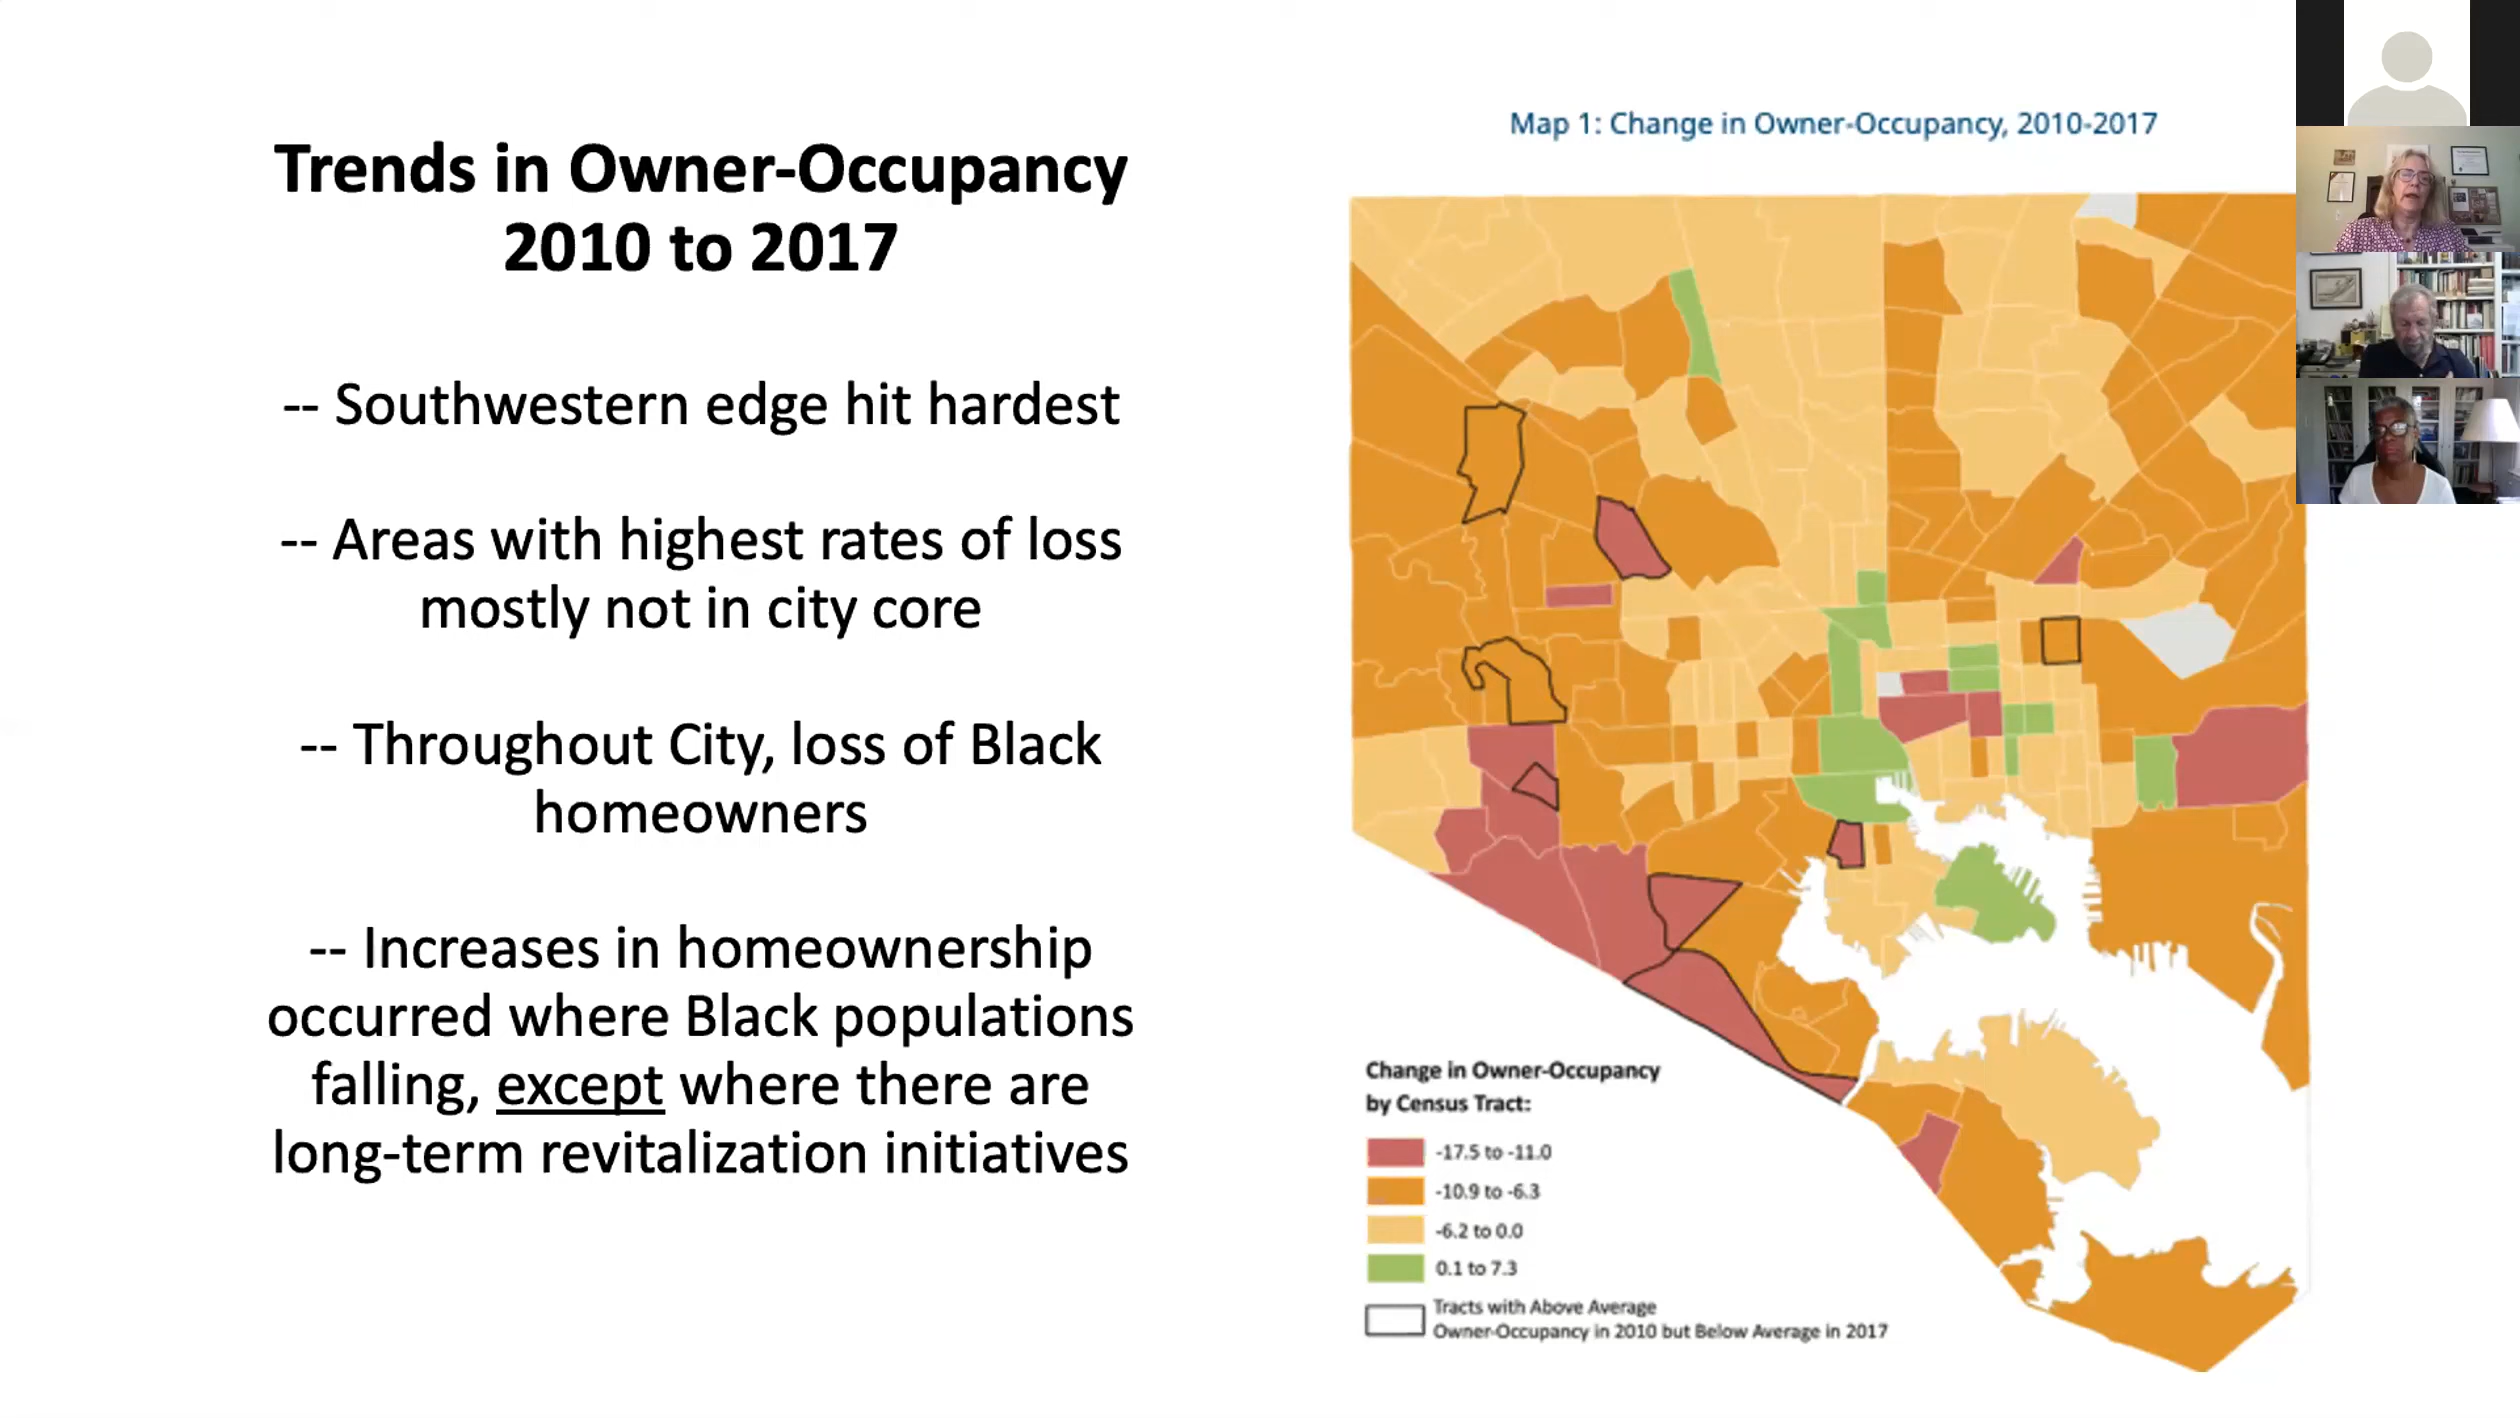 Trends in Owner-Occupancy
2010 to 2017
-- Southwestern edge hit hardest
-- Areas with highest rates of loss
mostly not in city core
-- Throughout City, loss of Black
homeowners
-- Increases in homeownership
occurred where Black populations
falling, except where there are
long-term revitalization initiatives
Map 1: Change in Owner-Occupancy, 2010-2017
Change in Owner-Occupancy
by Census Tract:
-17.5 to -11.0
-10.9 to -6.3
-6.2 to 0.0
0.1 to 7.3
Tracts with Above Average
Owner-Occupancy in 2010 but Below Average in 2017